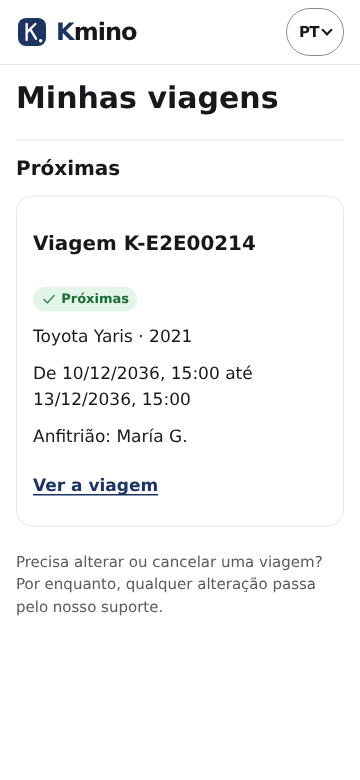 K. Kmino
PT
Minhas viagens
Próximas
Viagem K-E2E00214
Próximas
Toyota Yaris · 2021
De 10/12/2036, 15:00 até
13/12/2036, 15:00
Anfitrião: María G.
Ver a viagem
Precisa alterar ou cancelar uma viagem?
Por enquanto, qualquer alteração passa
pelo nosso suporte.